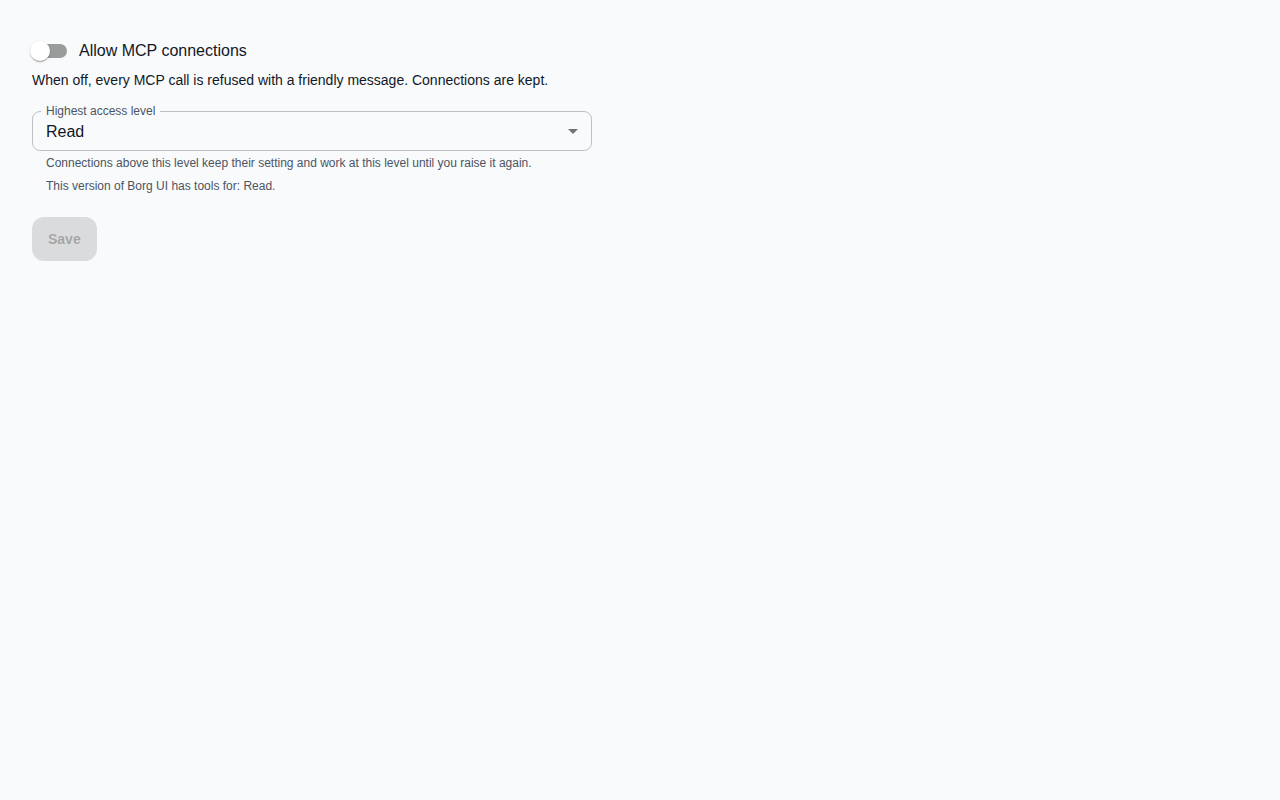 Allow MCP connections
When off, every MCP call is refused with a friendly message. Connections are kept.
Highest access level
Read
Connections above this level keep their setting and work at this level until you raise it again.
This version of Borg UI has tools for: Read.
Save